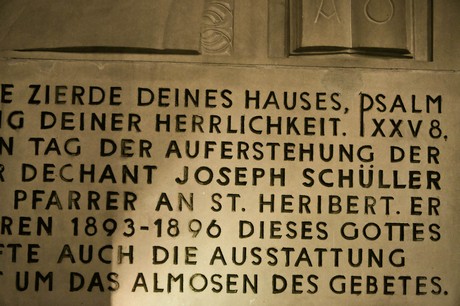 A O
E ZIERDE DEINES HAUSES, PSALM
NG DEINER HERRLICHKEIT. XXV 8.
N TAG DER AUFERSTEHUNG DER
R DECHANT JOSEPH SCHÜLLER
PFARRER AN ST. HERIBERT. ER
REN 1893-1896 DIESES GOTTES
FTE AUCH DIE AUSSTATTUNG
T UM DAS ALMOSEN DES GEBETES.